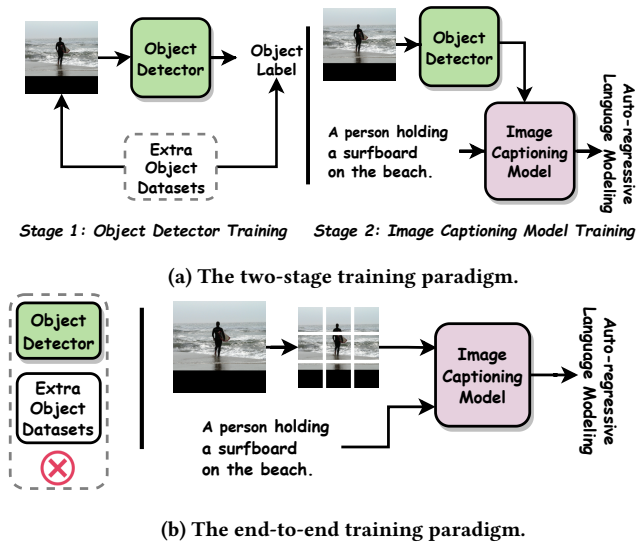 Object
Detector
Object
Label
Extra
Object
Datasets
Stage 1: Object Detector Training
Object
Detector
A person holding
a surfboard
on the beach.
Image
Captioning
Model
Auto-regressive
Language Modeling
Stage 2: Image Captioning Model Training
(a) The two-stage training paradigm.
Object
Detector
Extra
Object
Datasets
A person holding
a surfboard
on the beach.
Image
Captioning
Model
Auto-regressive
Language Modeling
(b) The end-to-end training paradigm.